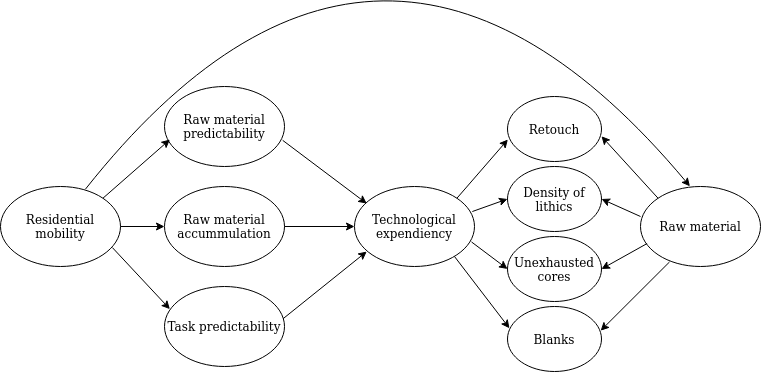 Residential
mobility
Raw material
predictability
Raw material
accummulation
Task predictability
Technological
expendiency
Retouch
Density of
lithics
Unexhausted
cores
Blanks
Raw material